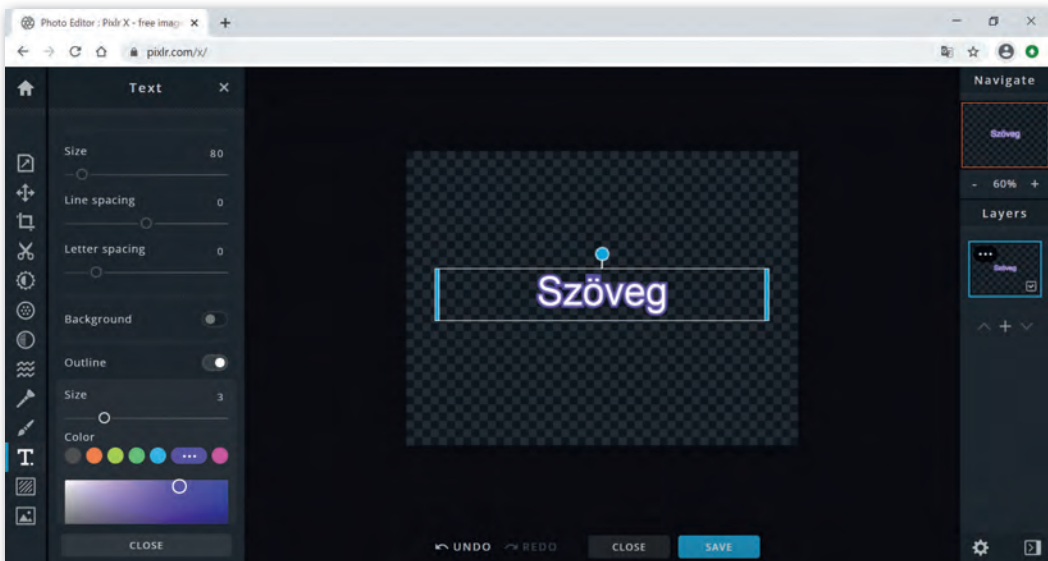 Photo Editor : Pixlr X - free imag
pixlr.com/x/
Text
Size 80
Line spacing 0
Letter spacing 0
Background
Outline
Size 3
Color
CLOSE
Szöveg
UNDO REDO CLOSE SAVE
Navigate
Szöveg
- 60% +
Layers
Szöveg